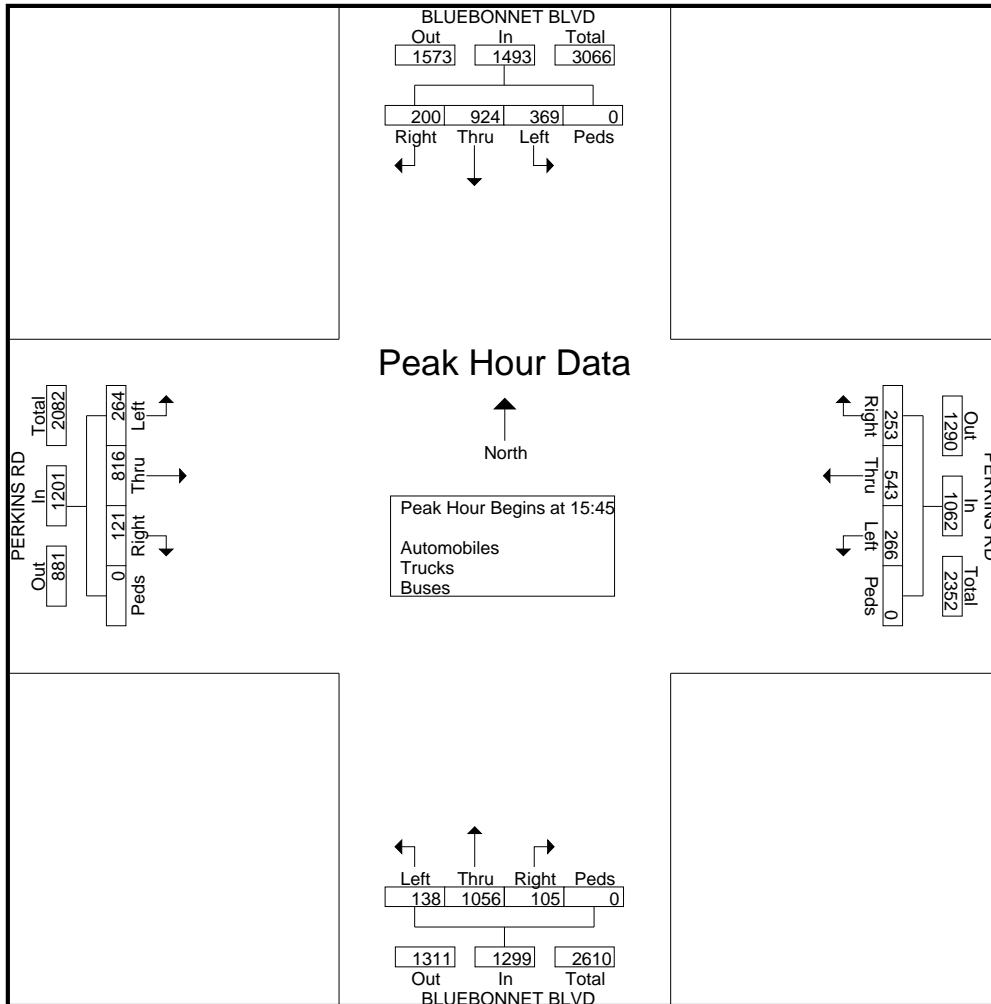 BLUEBONNET BLVD
Out In Total
1573 1493 3066
200 924 369 0
Right Thru Left Peds
Peak Hour Data
North
Peak Hour Begins at 15:45
Automobiles
Trucks
Buses
PERKINS RD
Out In Total
881 1201 2082
264 816 121 0
Left Thru Right Peds
PERKINS RD
Out In Total
1290 1062 2352
253 543 266 0
Right Thru Left Peds
Left Thru Right Peds
138 1056 105 0
1311 1299 2610
Out In Total
BLUEBONNET BLVD